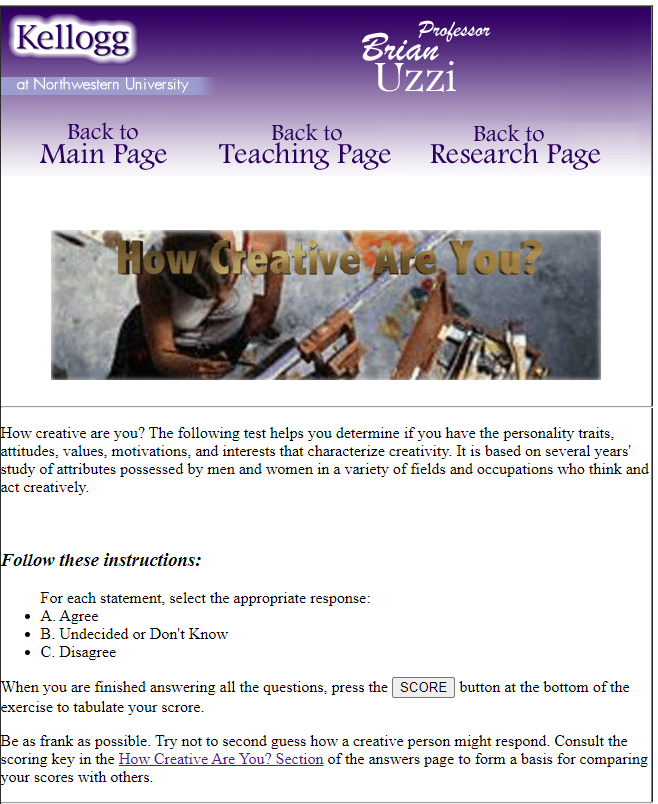 Kellogg
at Northwestern University
Professor
Brian
Uzzi
Back to
Main Page
Back to
Teaching Page
Back to
Research Page
How Creative Are You?
How creative are you? The following test helps you determine if you have the personality traits,
attitudes, values, motivations, and interests that characterize creativity. It is based on several years'
study of attributes possessed by men and women in a variety of fields and occupations who think and
act creatively.
Follow these instructions:
For each statement, select the appropriate response:
• A. Agree
• B. Undecided or Don't Know
• C. Disagree
When you are finished answering all the questions, press the SCORE button at the bottom of the
exercise to tabulate your scrore.
Be as frank as possible. Try not to second guess how a creative person might respond. Consult the
scoring key in the How Creative Are You? Section of the answers page to form a basis for comparing
your scores with others.